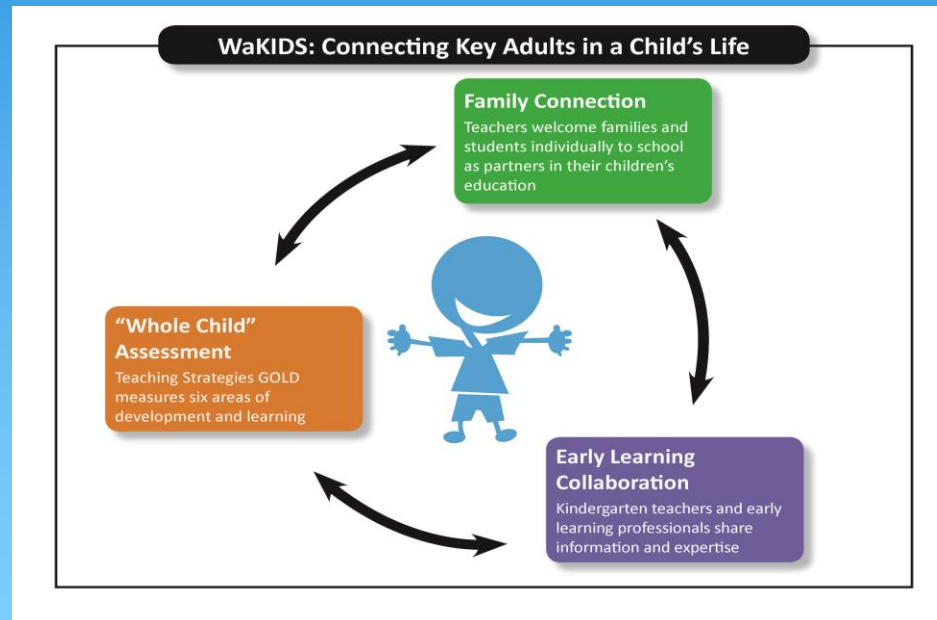 WaKIDS: Connecting Key Adults in a Child’s Life
Family Connection
Teachers welcome families and
students individually to school
as partners in their children’s
education
“Whole Child”
Assessment
Teaching Strategies GOLD
measures six areas of
development and learning
Early Learning
Collaboration
Kindergarten teachers and early
learning professionals share
information and expertise